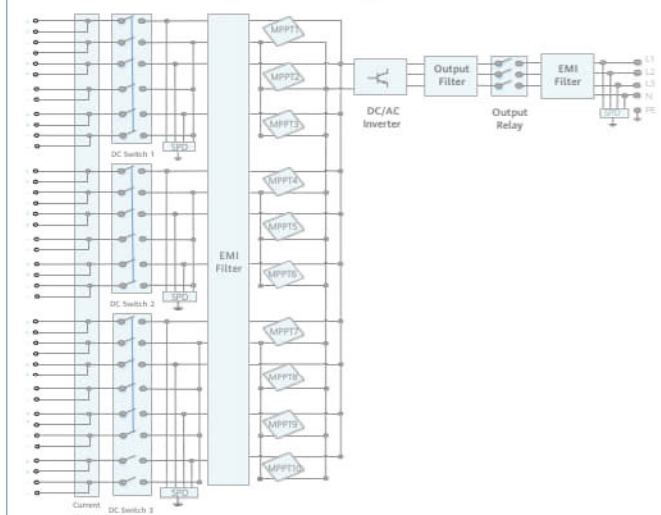 MPPT1
MPPT2
MPPT3
SPD
DC Switch 1
MPPT4
MPPT5
MPPT6
EMI
Filter
SPD
DC Switch 2
MPPT7
MPPT8
MPPT9
MPPT10
SPD
Current
DC Switch 3
DC/AC
Inverter
Output
Filter
Output
Relay
EMI
Filter
SPD
L1
L2
L3
N
PE